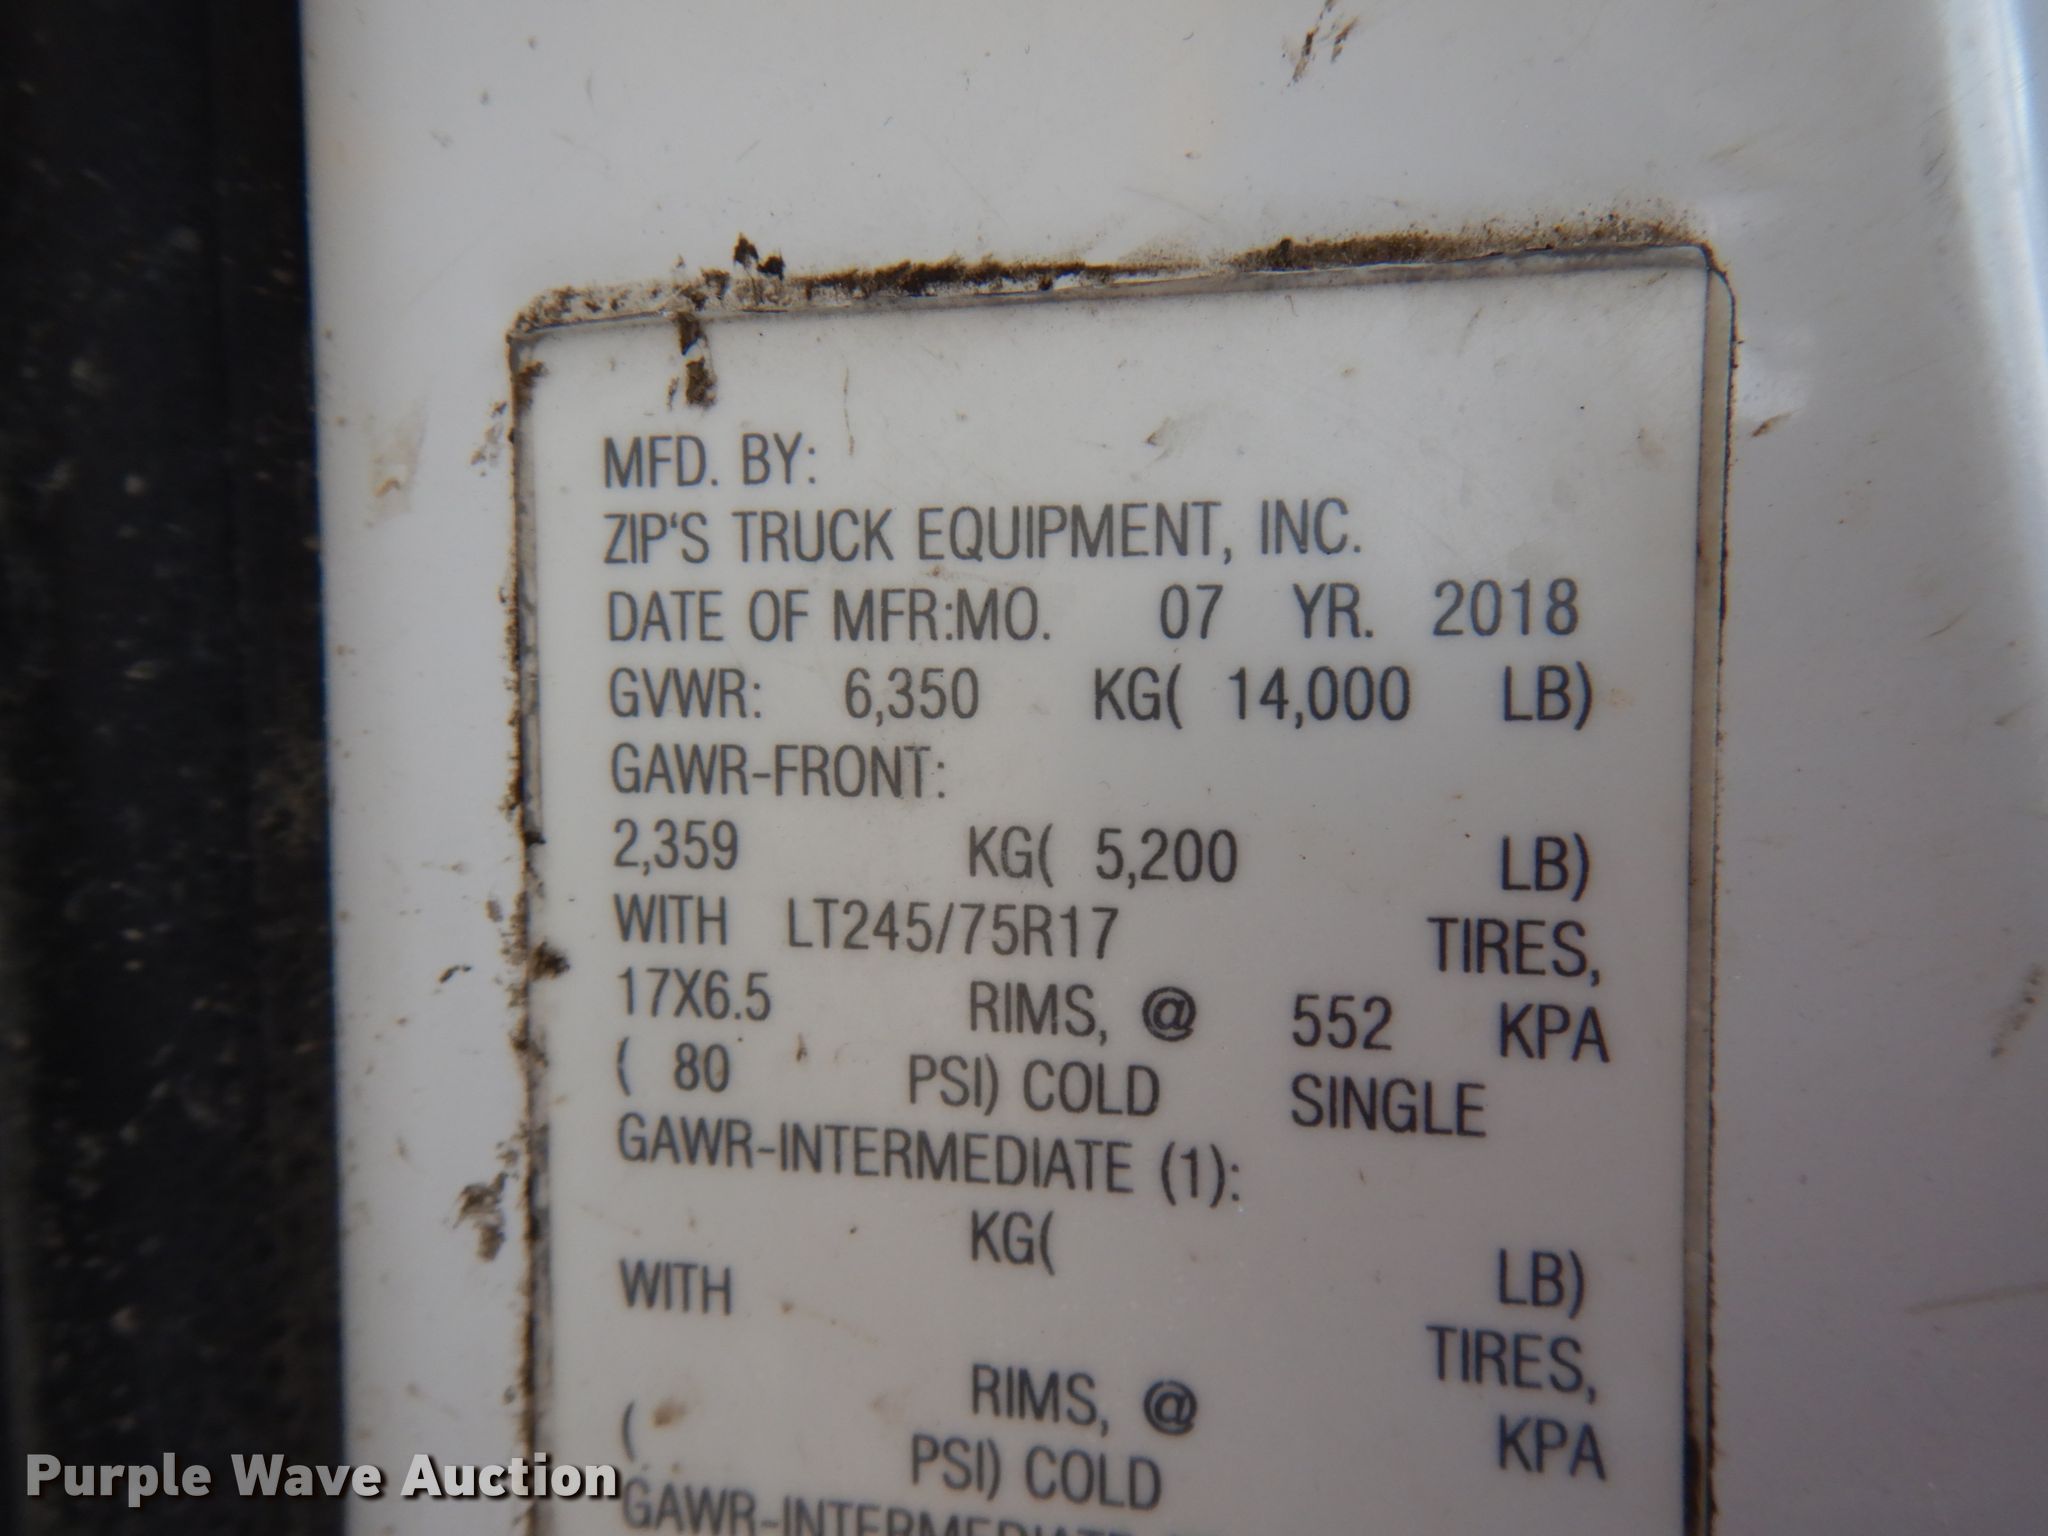 MFD. BY:
ZIP'S TRUCK EQUIPMENT, INC.
DATE OF MFR:MO. 07 YR. 2018
GVWR: 6,350 KG( 14,000 LB)
GAWR-FRONT:
2,359 KG( 5,200 LB)
WITH LT245/75R17 TIRES,
17X6.5 RIMS, @ 552 KPA
( 80 PSI) COLD SINGLE
GAWR-INTERMEDIATE (1):
KG( LB)
WITH TIRES,
RIMS, @ KPA
( PSI) COLD
GAWR-INTERMEDIATE
Purple Wave Auction